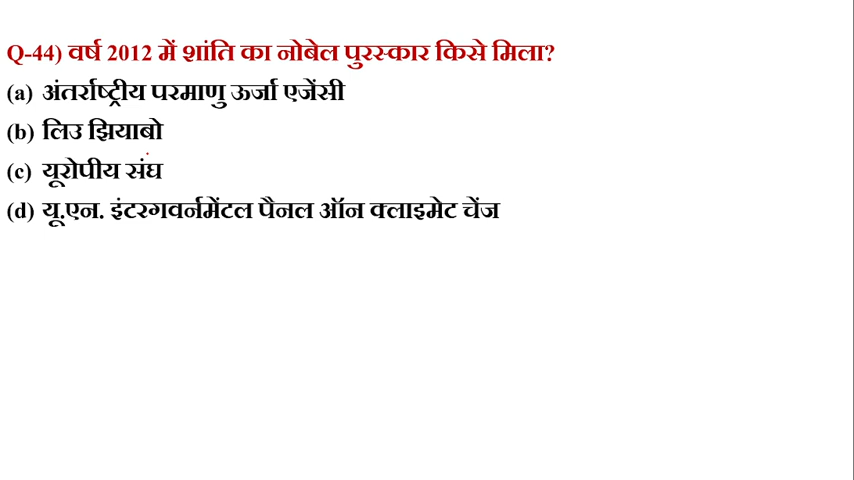 Q-44) वर्ष 2012 में शांति का नोबेल पुरस्कार किसे मिला?
(a) अंतर्राष्ट्रीय परमाणु ऊर्जा एजेंसी
(b) लिउ झियाबो
(c) यूरोपीय संघ
(d) यू.एन. इंटरगवर्नमेंटल पैनल ऑन क्लाइमेट चेंज